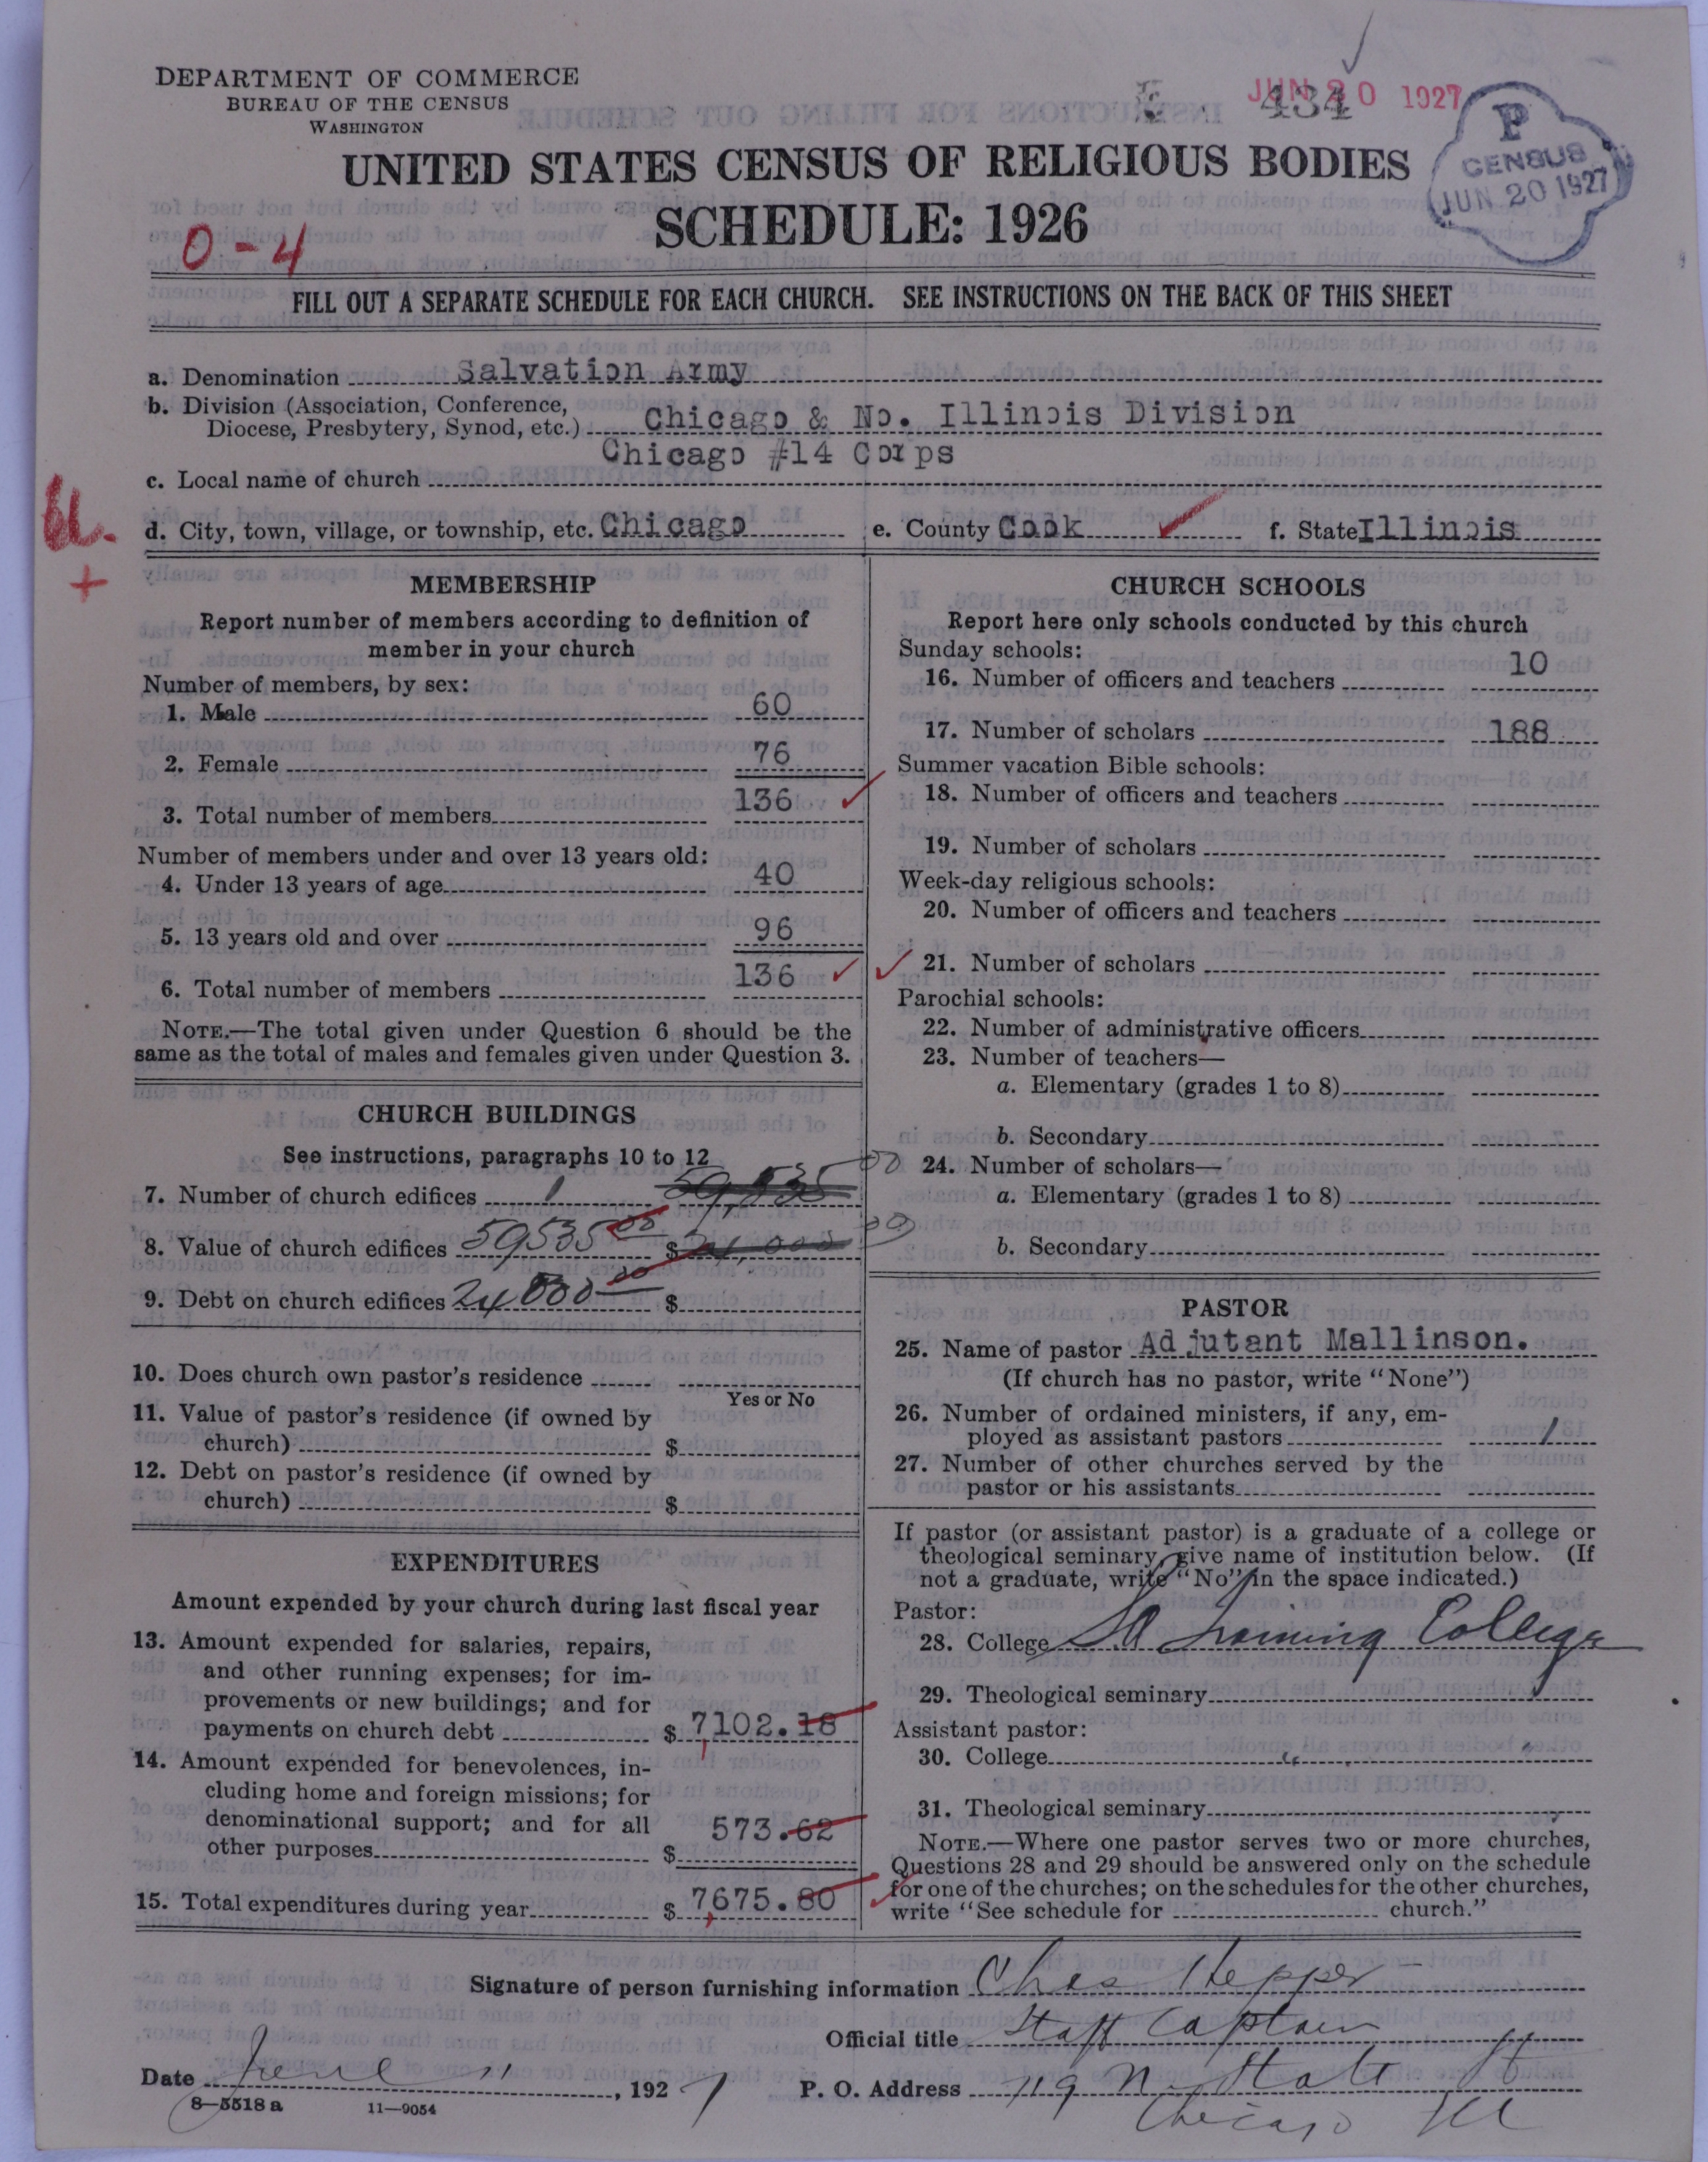 DEPARTMENT OF COMMERCE
BUREAU OF THE CENSUS
WASHINGTON
434
JUN 20 1927
P
CENSUS
JUN 20 1927
UNITED STATES CENSUS OF RELIGIOUS BODIES
SCHEDULE: 1926
0-4
FILL OUT A SEPARATE SCHEDULE FOR EACH CHURCH. SEE INSTRUCTIONS ON THE BACK OF THIS SHEET
a. Denomination Salvation Army
b. Division (Association, Conference,
Diocese, Presbytery, Synod, etc.) Chicago & No. Illinois Division
Chicago #14 Corps
c. Local name of church
d. City, town, village, or township, etc. Chicago e. County Cook f. State Illinois
MEMBERSHIP
Report number of members according to definition of
member in your church
Number of members, by sex:
1. Male 60
2. Female 76
3. Total number of members 136
Number of members under and over 13 years old:
4. Under 13 years of age 40
5. 13 years old and over 96
6. Total number of members 136
NOTE.—The total given under Question 6 should be the
same as the total of males and females given under Question 3.
CHURCH BUILDINGS
See instructions, paragraphs 10 to 12
7. Number of church edifices 1 59,535 00
8. Value of church edifices 59535 00 $ 24,000 00
9. Debt on church edifices 24000 00 $
10. Does church own pastor's residence
Yes or No
11. Value of pastor's residence (if owned by
church) $
12. Debt on pastor's residence (if owned by
church) $
EXPENDITURES
Amount expended by your church during last fiscal year
13. Amount expended for salaries, repairs,
and other running expenses; for im-
provements or new buildings; and for
payments on church debt $ 7102.18
14. Amount expended for benevolences, in-
cluding home and foreign missions; for
denominational support; and for all 573.62
other purposes $
15. Total expenditures during year $ 7675.80
CHURCH SCHOOLS
Report here only schools conducted by this church
Sunday schools:
16. Number of officers and teachers 10
17. Number of scholars 188
Summer vacation Bible schools:
18. Number of officers and teachers
19. Number of scholars
Week-day religious schools:
20. Number of officers and teachers
21. Number of scholars
Parochial schools:
22. Number of administrative officers
23. Number of teachers—
a. Elementary (grades 1 to 8)
b. Secondary
24. Number of scholars—
a. Elementary (grades 1 to 8)
b. Secondary
PASTOR
25. Name of pastor Adjutant Mallinson.
(If church has no pastor, write "None")
26. Number of ordained ministers, if any, em-
ployed as assistant pastors 1
27. Number of other churches served by the
pastor or his assistants
If pastor (or assistant pastor) is a graduate of a college or
theological seminary, give name of institution below. (If
not a graduate, write "No" in the space indicated.)
Pastor:
28. College SA Training College
29. Theological seminary
Assistant pastor:
30. College " "
31. Theological seminary
NOTE.—Where one pastor serves two or more churches,
Questions 28 and 29 should be answered only on the schedule
for one of the churches; on the schedules for the other churches,
write "See schedule for church."
Signature of person furnishing information Chas Hepper
Official title Staff Captain
Date June 11, 1927 P. O. Address 719 N. State St
Chicago Ill
8—5518 a 11—9054